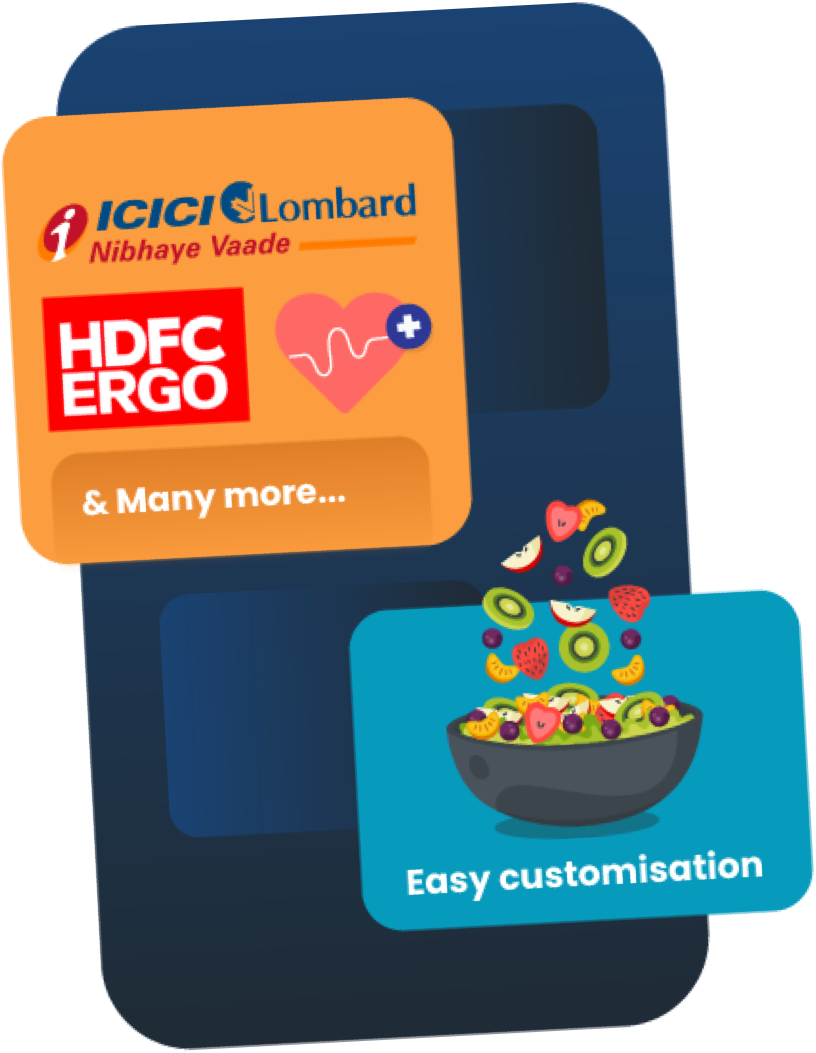 ICICI Lombard
Nibhaye Vaade
HDFC
ERGO
& Many more...
Easy customisation